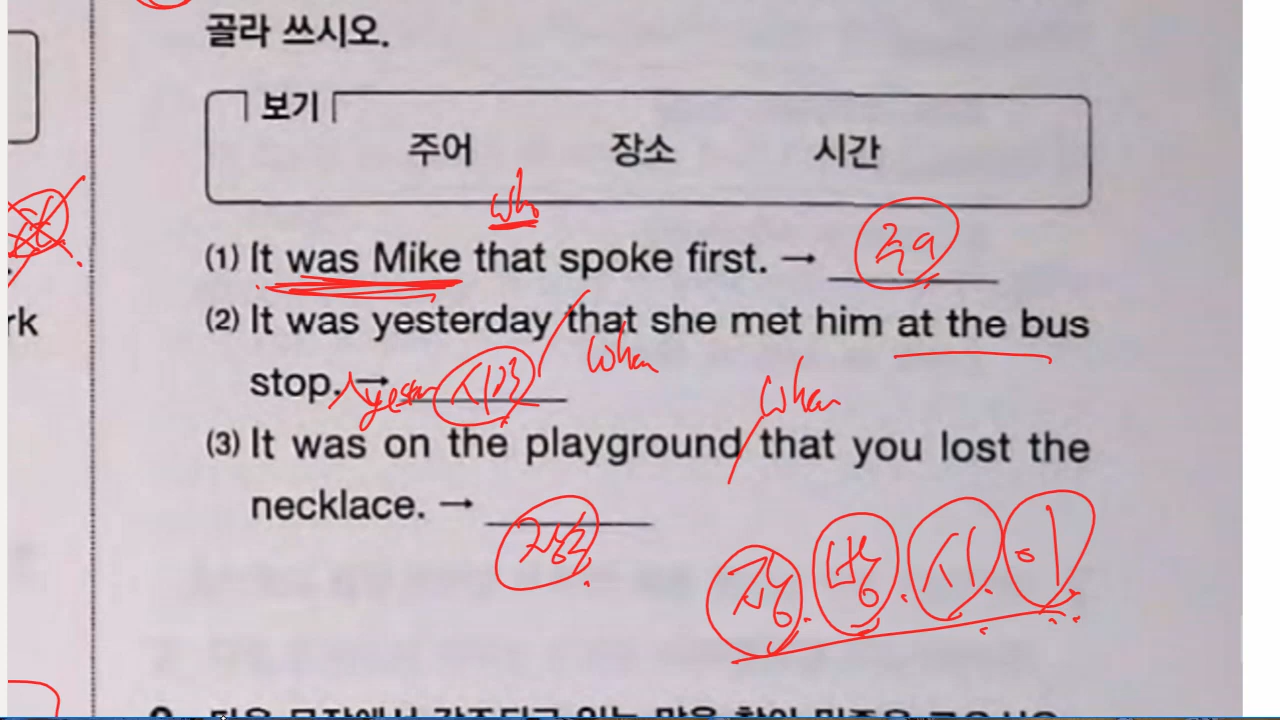 골라 쓰시오.
보기
주어 장소 시간
who
(1) It was Mike that spoke first. → 주어
(2) It was yesterday that she met him at the bus
when
stop. → 시간
when
(3) It was on the playground that you lost the
necklace. → 장소
장. 방. 시. 이
rk